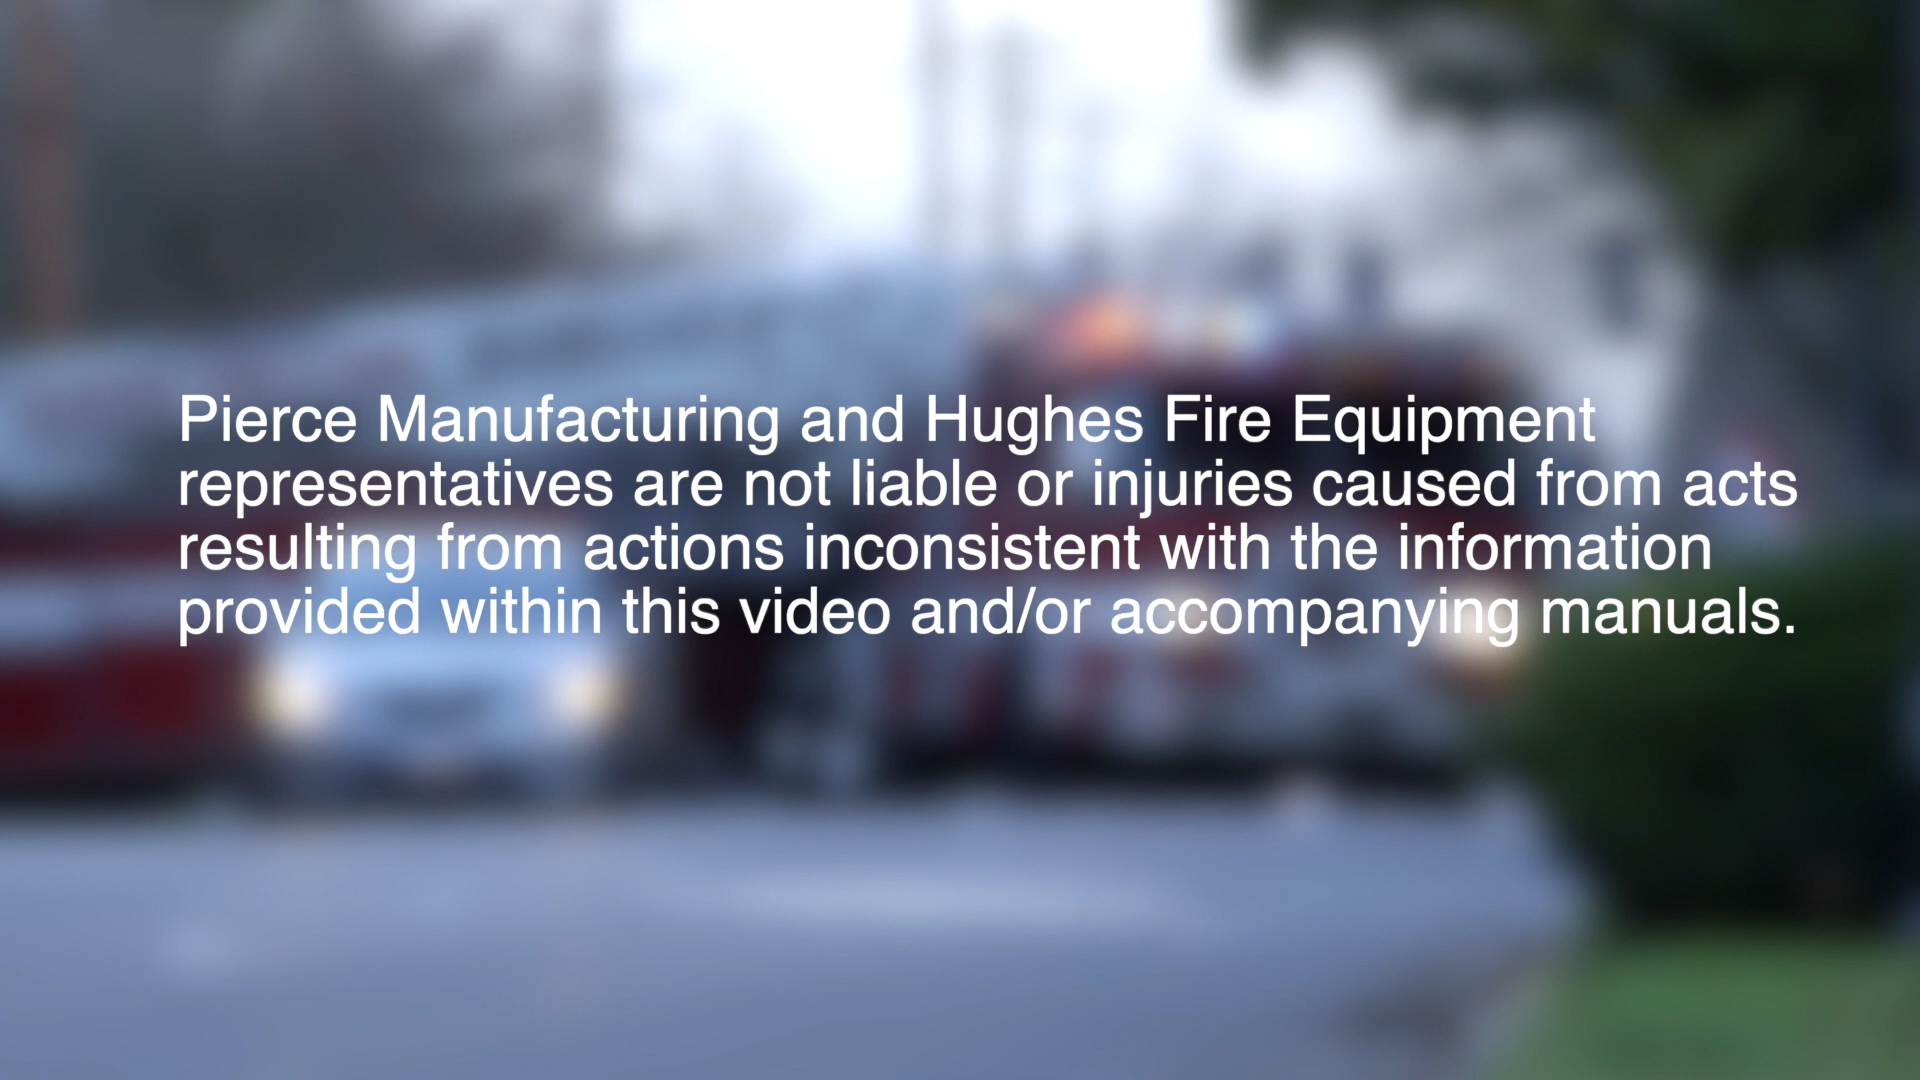 Pierce Manufacturing and Hughes Fire Equipment
representatives are not liable or injuries caused from acts
resulting from actions inconsistent with the information
provided within this video and/or accompanying manuals.